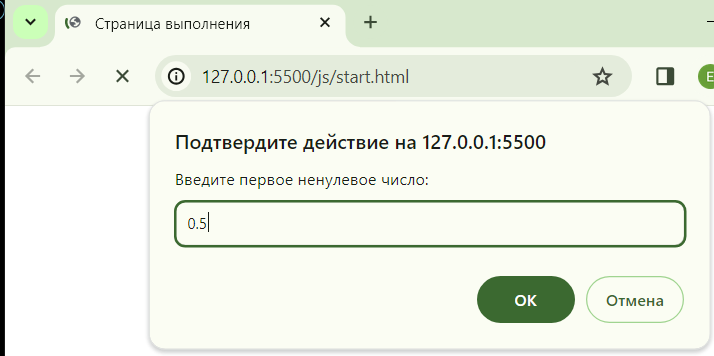 Страница выполнения
127.0.0.1:5500/js/start.html
E
Подтвердите действие на 127.0.0.1:5500
Введите первое ненулевое число:
0.5
ОК
Отмена